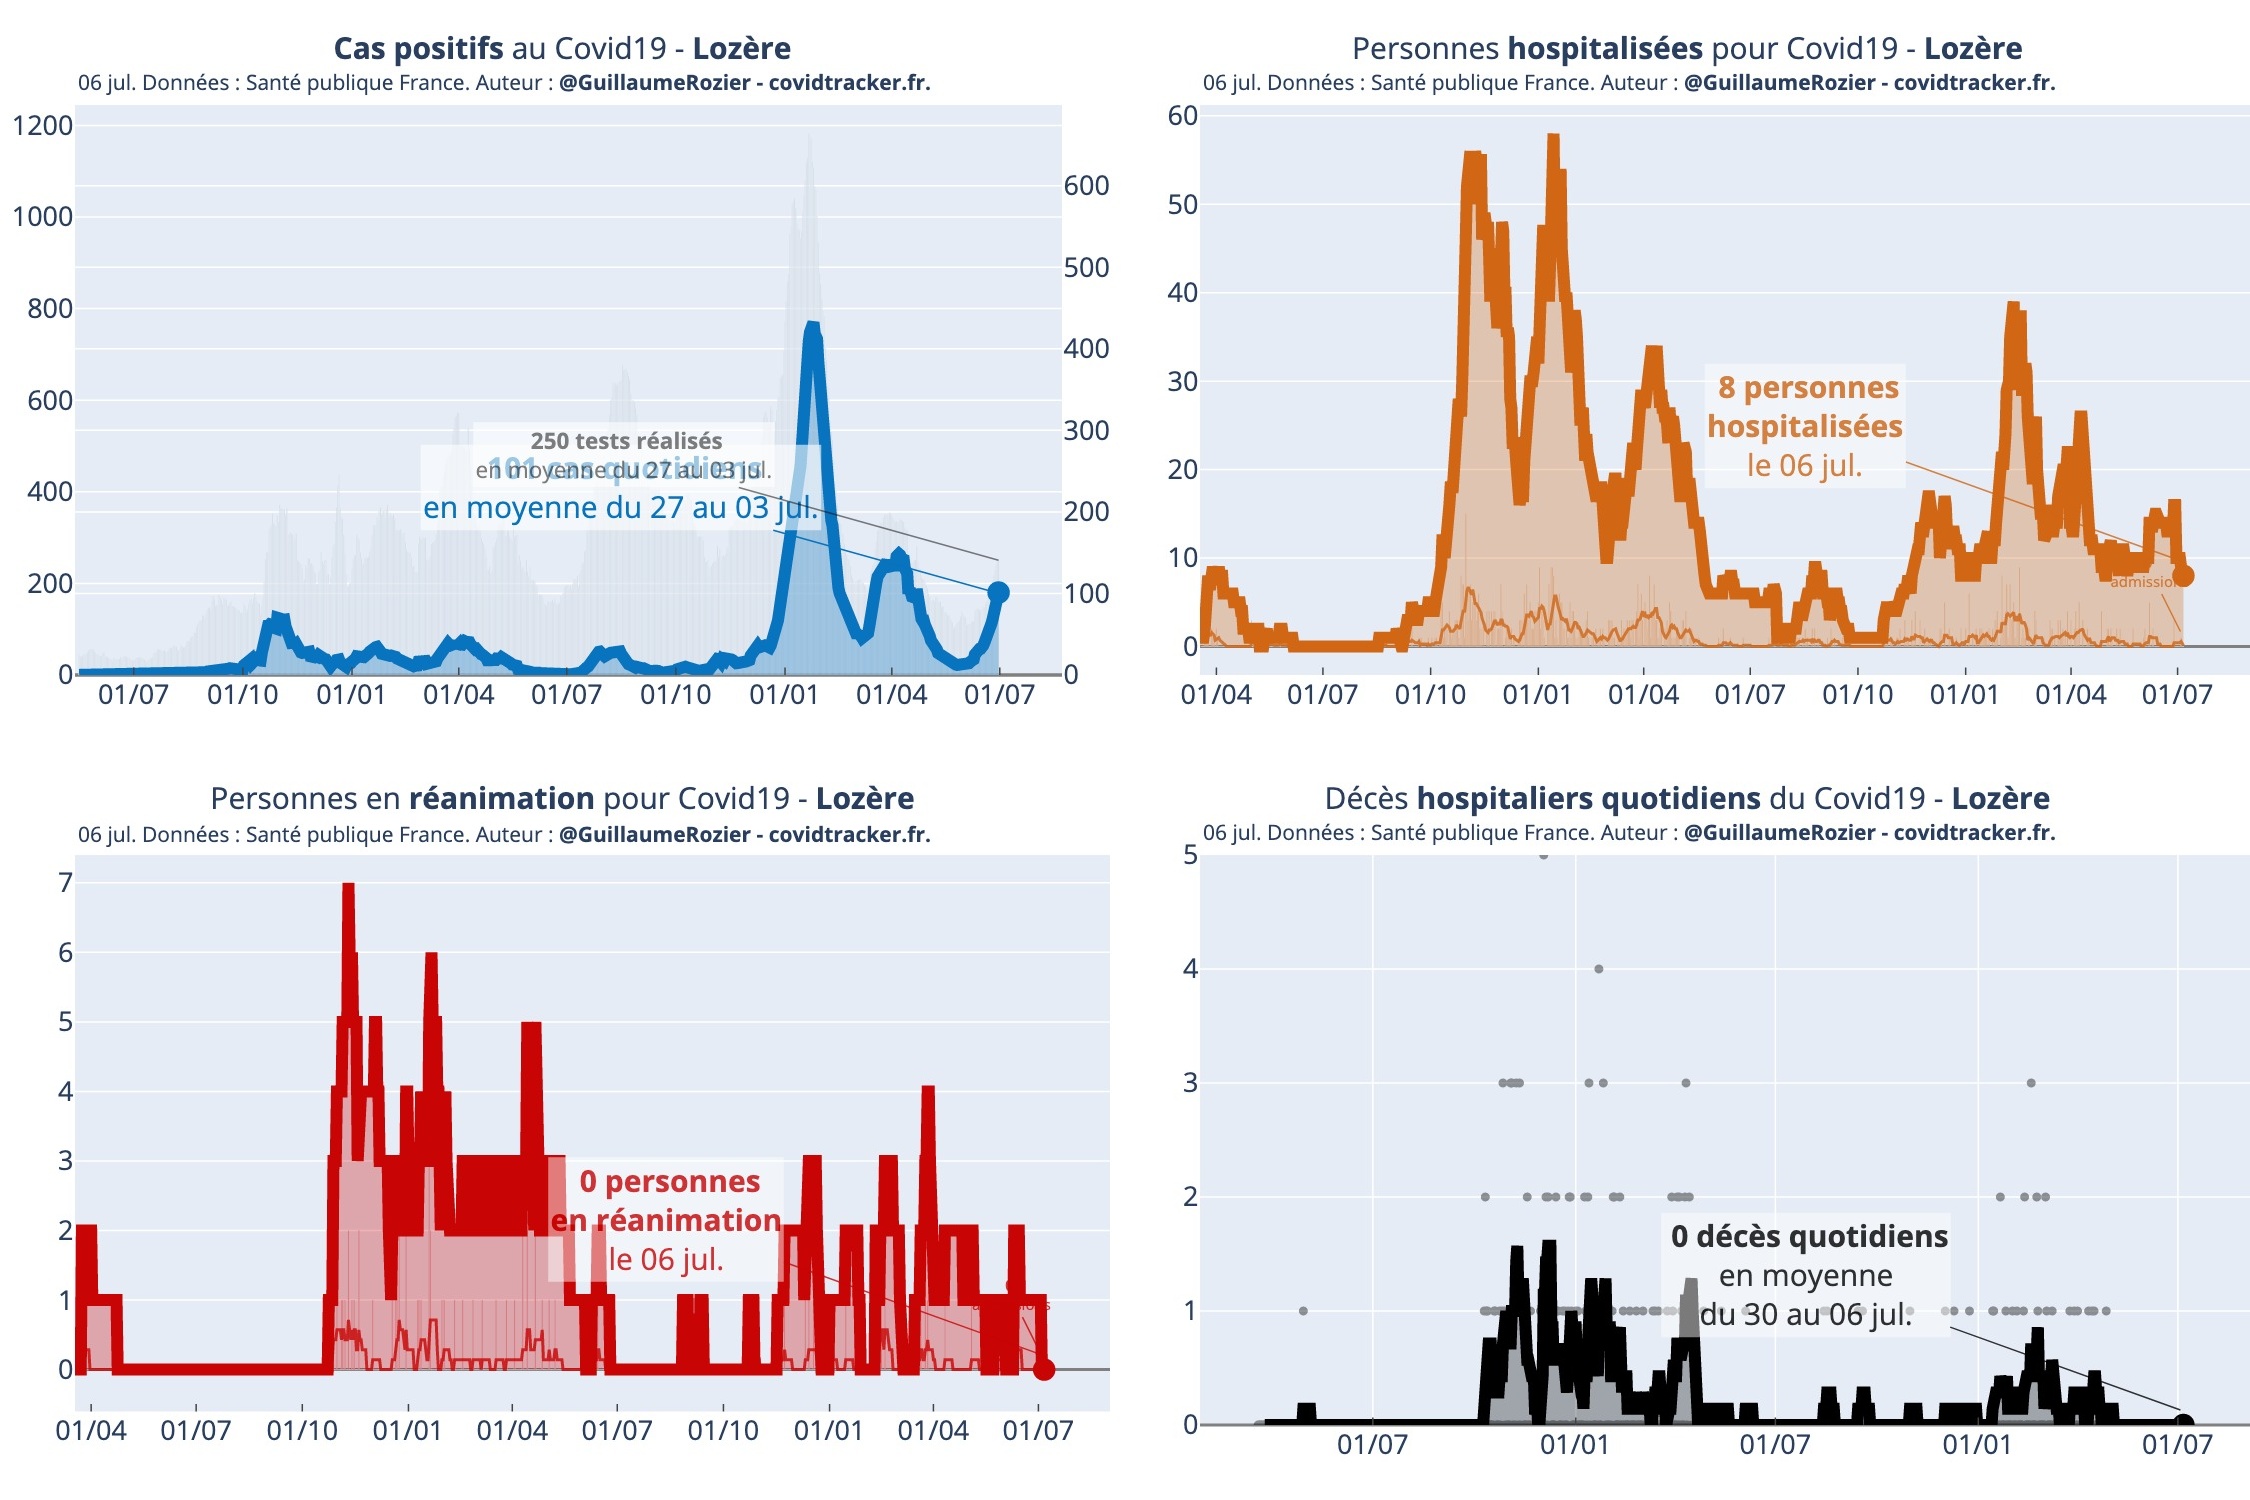 Cas positifs au Covid19 - Lozère
06 jul. Données : Santé publique France. Auteur : @GuillaumeRozier - covidtracker.fr.
1200
1000
800
600
400
200
0
600
500
400
300
200
100
0
250 tests réalisés
en moyenne du 27 au 03 jul.
101 cas quotidiens
en moyenne du 27 au 03 jul.
01/07 01/10 01/01 01/04 01/07 01/10 01/01 01/04 01/07
Personnes hospitalisées pour Covid19 - Lozère
06 jul. Données : Santé publique France. Auteur : @GuillaumeRozier - covidtracker.fr.
60
50
40
30
20
10
0
8 personnes
hospitalisées
le 06 jul.
01/04 01/07 01/10 01/01 01/04 01/07 01/10 01/01 01/04 01/07
Personnes en réanimation pour Covid19 - Lozère
06 jul. Données : Santé publique France. Auteur : @GuillaumeRozier - covidtracker.fr.
7
6
5
4
3
2
1
0
0 personnes
en réanimation
le 06 jul.
01/04 01/07 01/10 01/01 01/04 01/07 01/10 01/01 01/04 01/07
Décès hospitaliers quotidiens du Covid19 - Lozère
06 jul. Données : Santé publique France. Auteur : @GuillaumeRozier - covidtracker.fr.
5
4
3
2
1
0
0 décès quotidiens
en moyenne
du 30 au 06 jul.
01/07 01/01 01/07 01/01 01/07